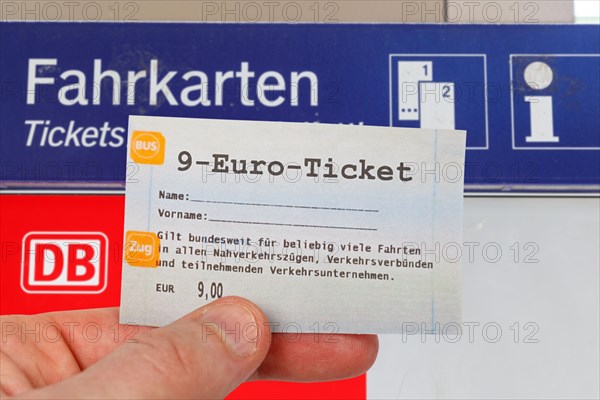 Fahrkarten
Tickets
1
2
i
DB
BUS
9-Euro-Ticket
Name:
Vorname:
Zug
Gilt bundesweit für beliebig viele Fahrten
in allen Nahverkehrszügen, Verkehrsverbünden
und teilnehmenden Verkehrsunternehmen.
EUR 9,00